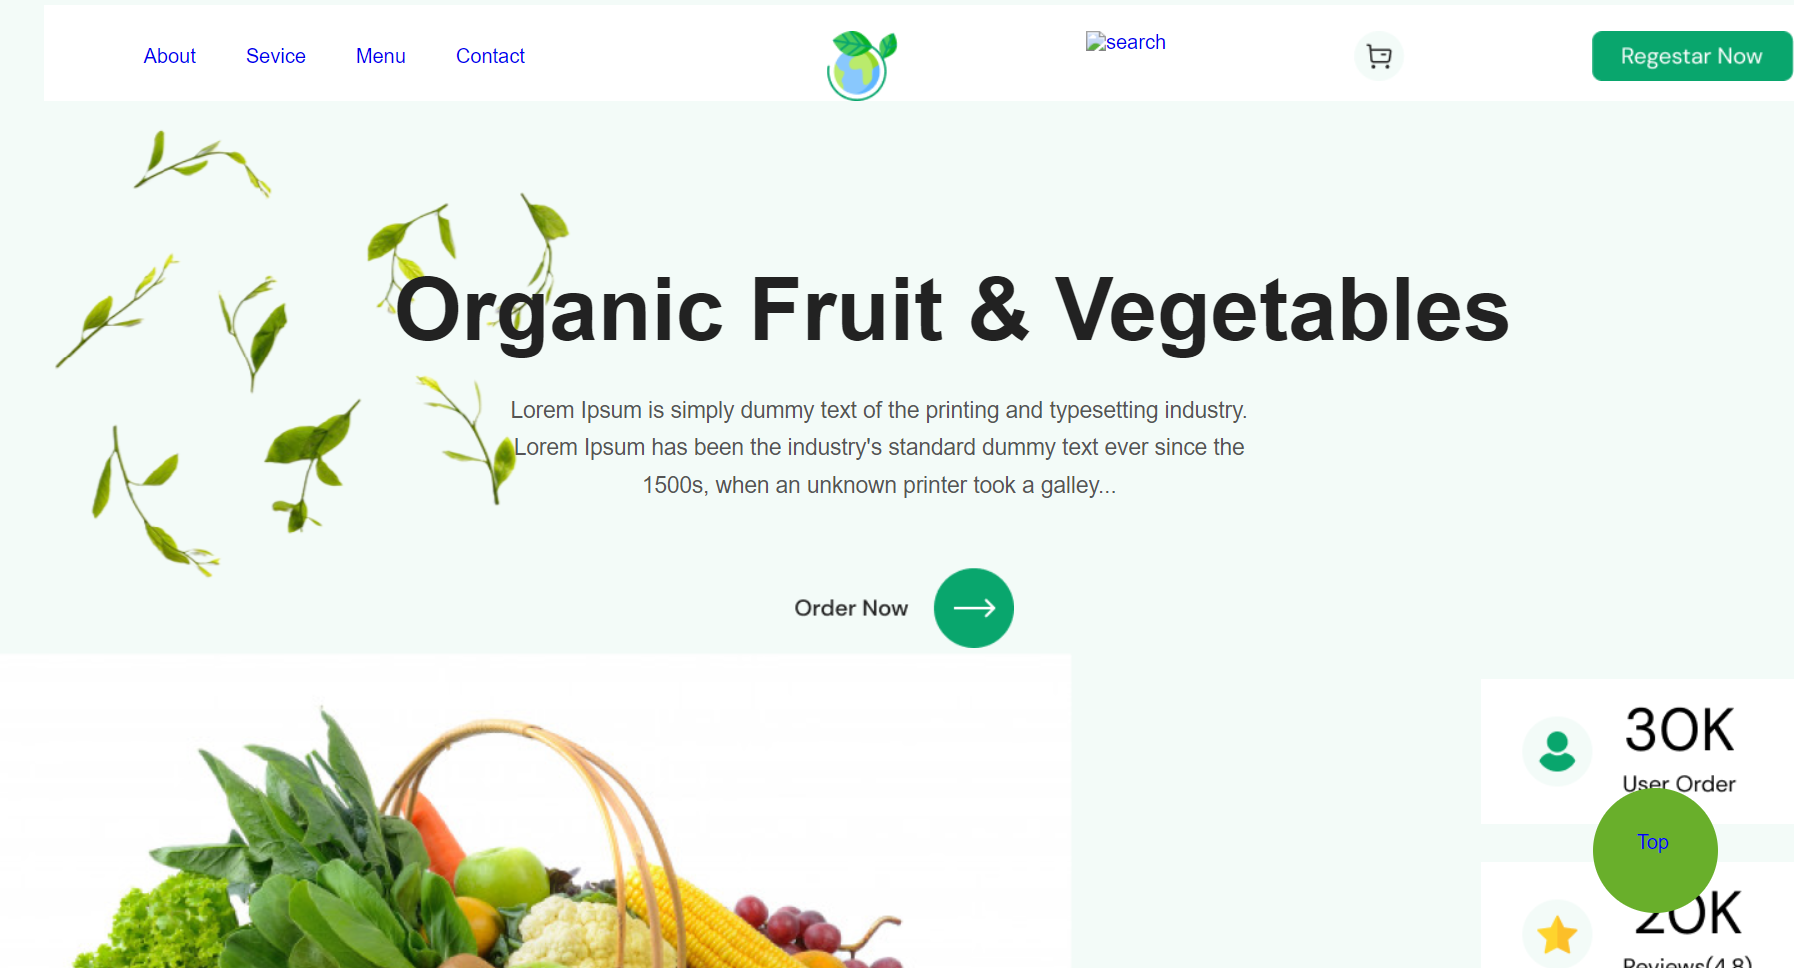 About Sevice Menu Contact search Regestar Now
Organic Fruit & Vegetables
Lorem Ipsum is simply dummy text of the printing and typesetting industry.
Lorem Ipsum has been the industry's standard dummy text ever since the
1500s, when an unknown printer took a galley...
Order Now
30K
User Order
Top
20K
Reviews(4.8)